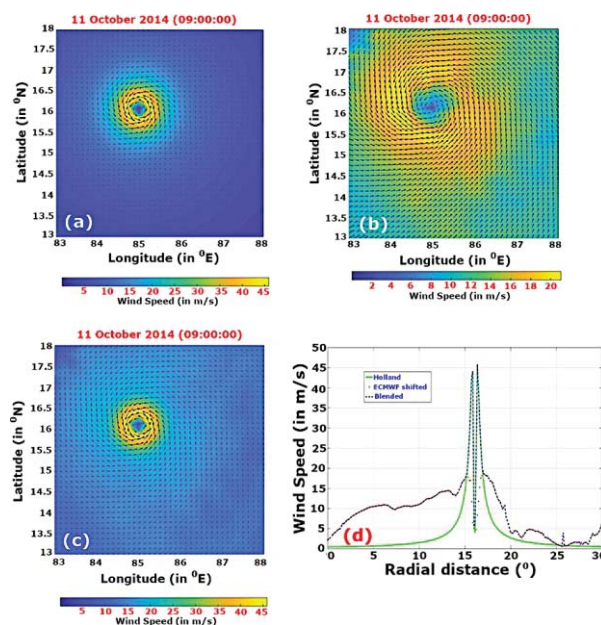 11 October 2014 (09:00:00)
18
17.5
17
16.5
16
15.5
15
14.5
14
13.5
13
Latitude (in ⁰N)
(a)
83 84 85 86 87 88
Longitude (in ⁰E)
5 10 15 20 25 30 35 40 45
Wind Speed (in m/s)
11 October 2014 (09:00:00)
18
17.5
17
16.5
16
15.5
15
14.5
14
13.5
13
Latitude (in ⁰N)
(b)
83 84 85 86 87 88
Longitude (in ⁰E)
2 4 6 8 10 12 14 16 18 20
Wind Speed (in m/s)
11 October 2014 (09:00:00)
18
17.5
17
16.5
16
15.5
15
14.5
14
13.5
13
Latitude (in ⁰N)
(c)
83 84 85 86 87 88
Longitude (in ⁰E)
5 10 15 20 25 30 35 40 45
Wind Speed (in m/s)
50
45
40
35
30
25
20
15
10
5
0
Wind Speed (in m/s)
Holland
ECMWF shifted
Blended
(d)
0 5 10 15 20 25 30
Radial distance (⁰)